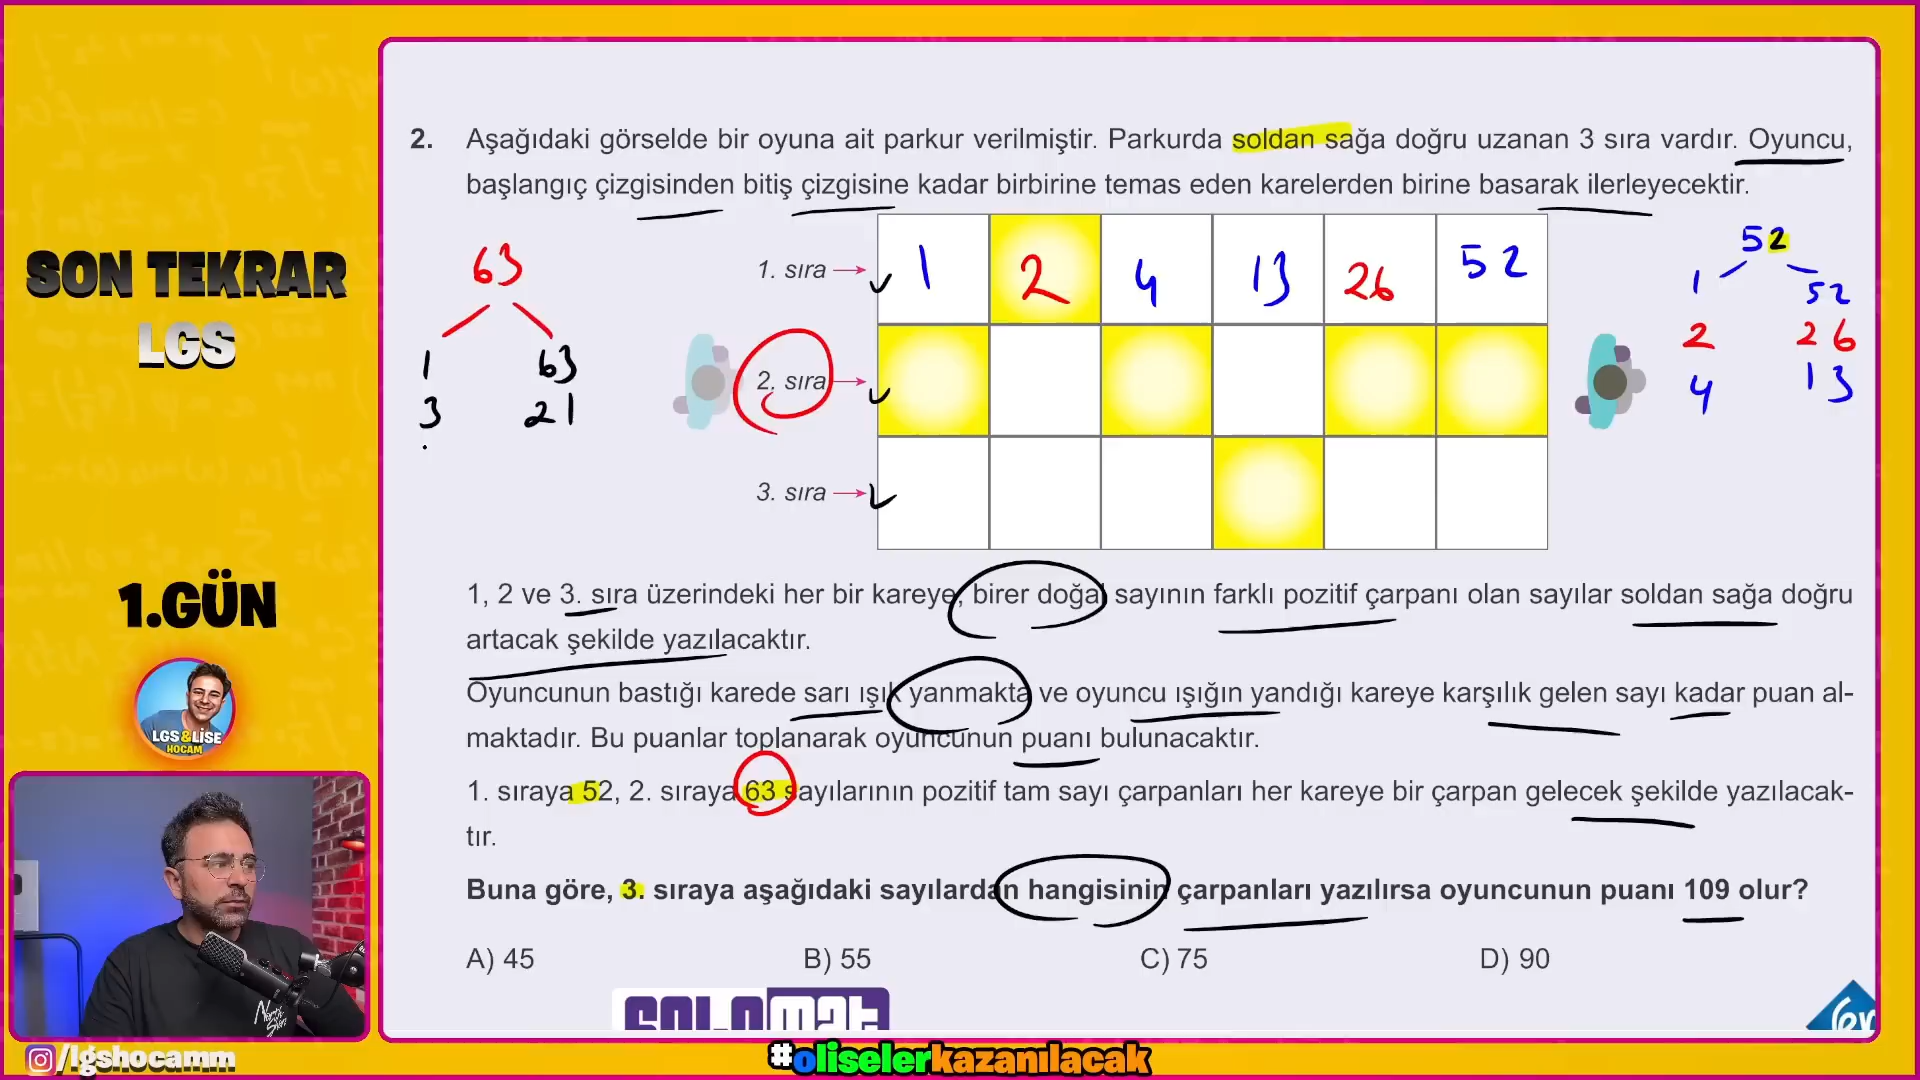 SON TEKRAR
LGS
1.GÜN
LGS&LİSE
HOCAM
/lgshocamm
2. Aşağıdaki görselde bir oyuna ait parkur verilmiştir. Parkurda soldan sağa doğru uzanan 3 sıra vardır. Oyuncu,
başlangıç çizgisinden bitiş çizgisine kadar birbirine temas eden karelerden birine basarak ilerleyecektir.
63
1 63
3 21
1. sıra 1 2 4 13 26 52
2. sıra
3. sıra
52
1 52
2 26
4 13
1, 2 ve 3. sıra üzerindeki her bir kareye, birer doğal sayının farklı pozitif çarpanı olan sayılar soldan sağa doğru
artacak şekilde yazılacaktır.
Oyuncunun bastığı karede sarı ışık yanmakta ve oyuncu ışığın yandığı kareye karşılık gelen sayı kadar puan al-
maktadır. Bu puanlar toplanarak oyuncunun puanı bulunacaktır.
1. sıraya 52, 2. sıraya 63 sayılarının pozitif tam sayı çarpanları her kareye bir çarpan gelecek şekilde yazılacak-
tır.
Buna göre, 3. sıraya aşağıdaki sayılardan hangisinin çarpanları yazılırsa oyuncunun puanı 109 olur?
A) 45 B) 55 C) 75 D) 90
#oliselerkazanılacak